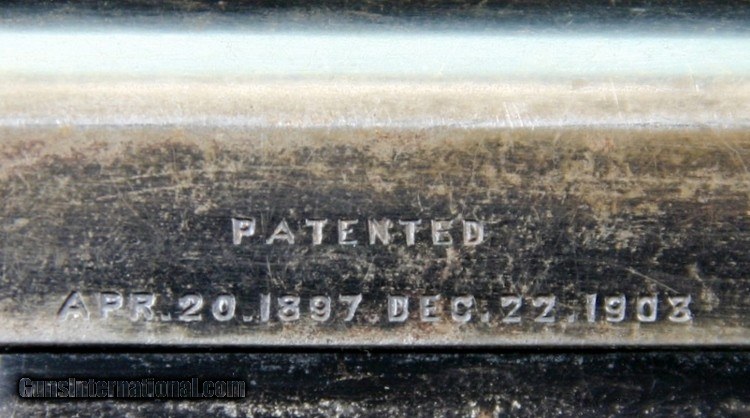 PATENTED
APR.20.1897.DEC.22.1903
GunsInternational.com